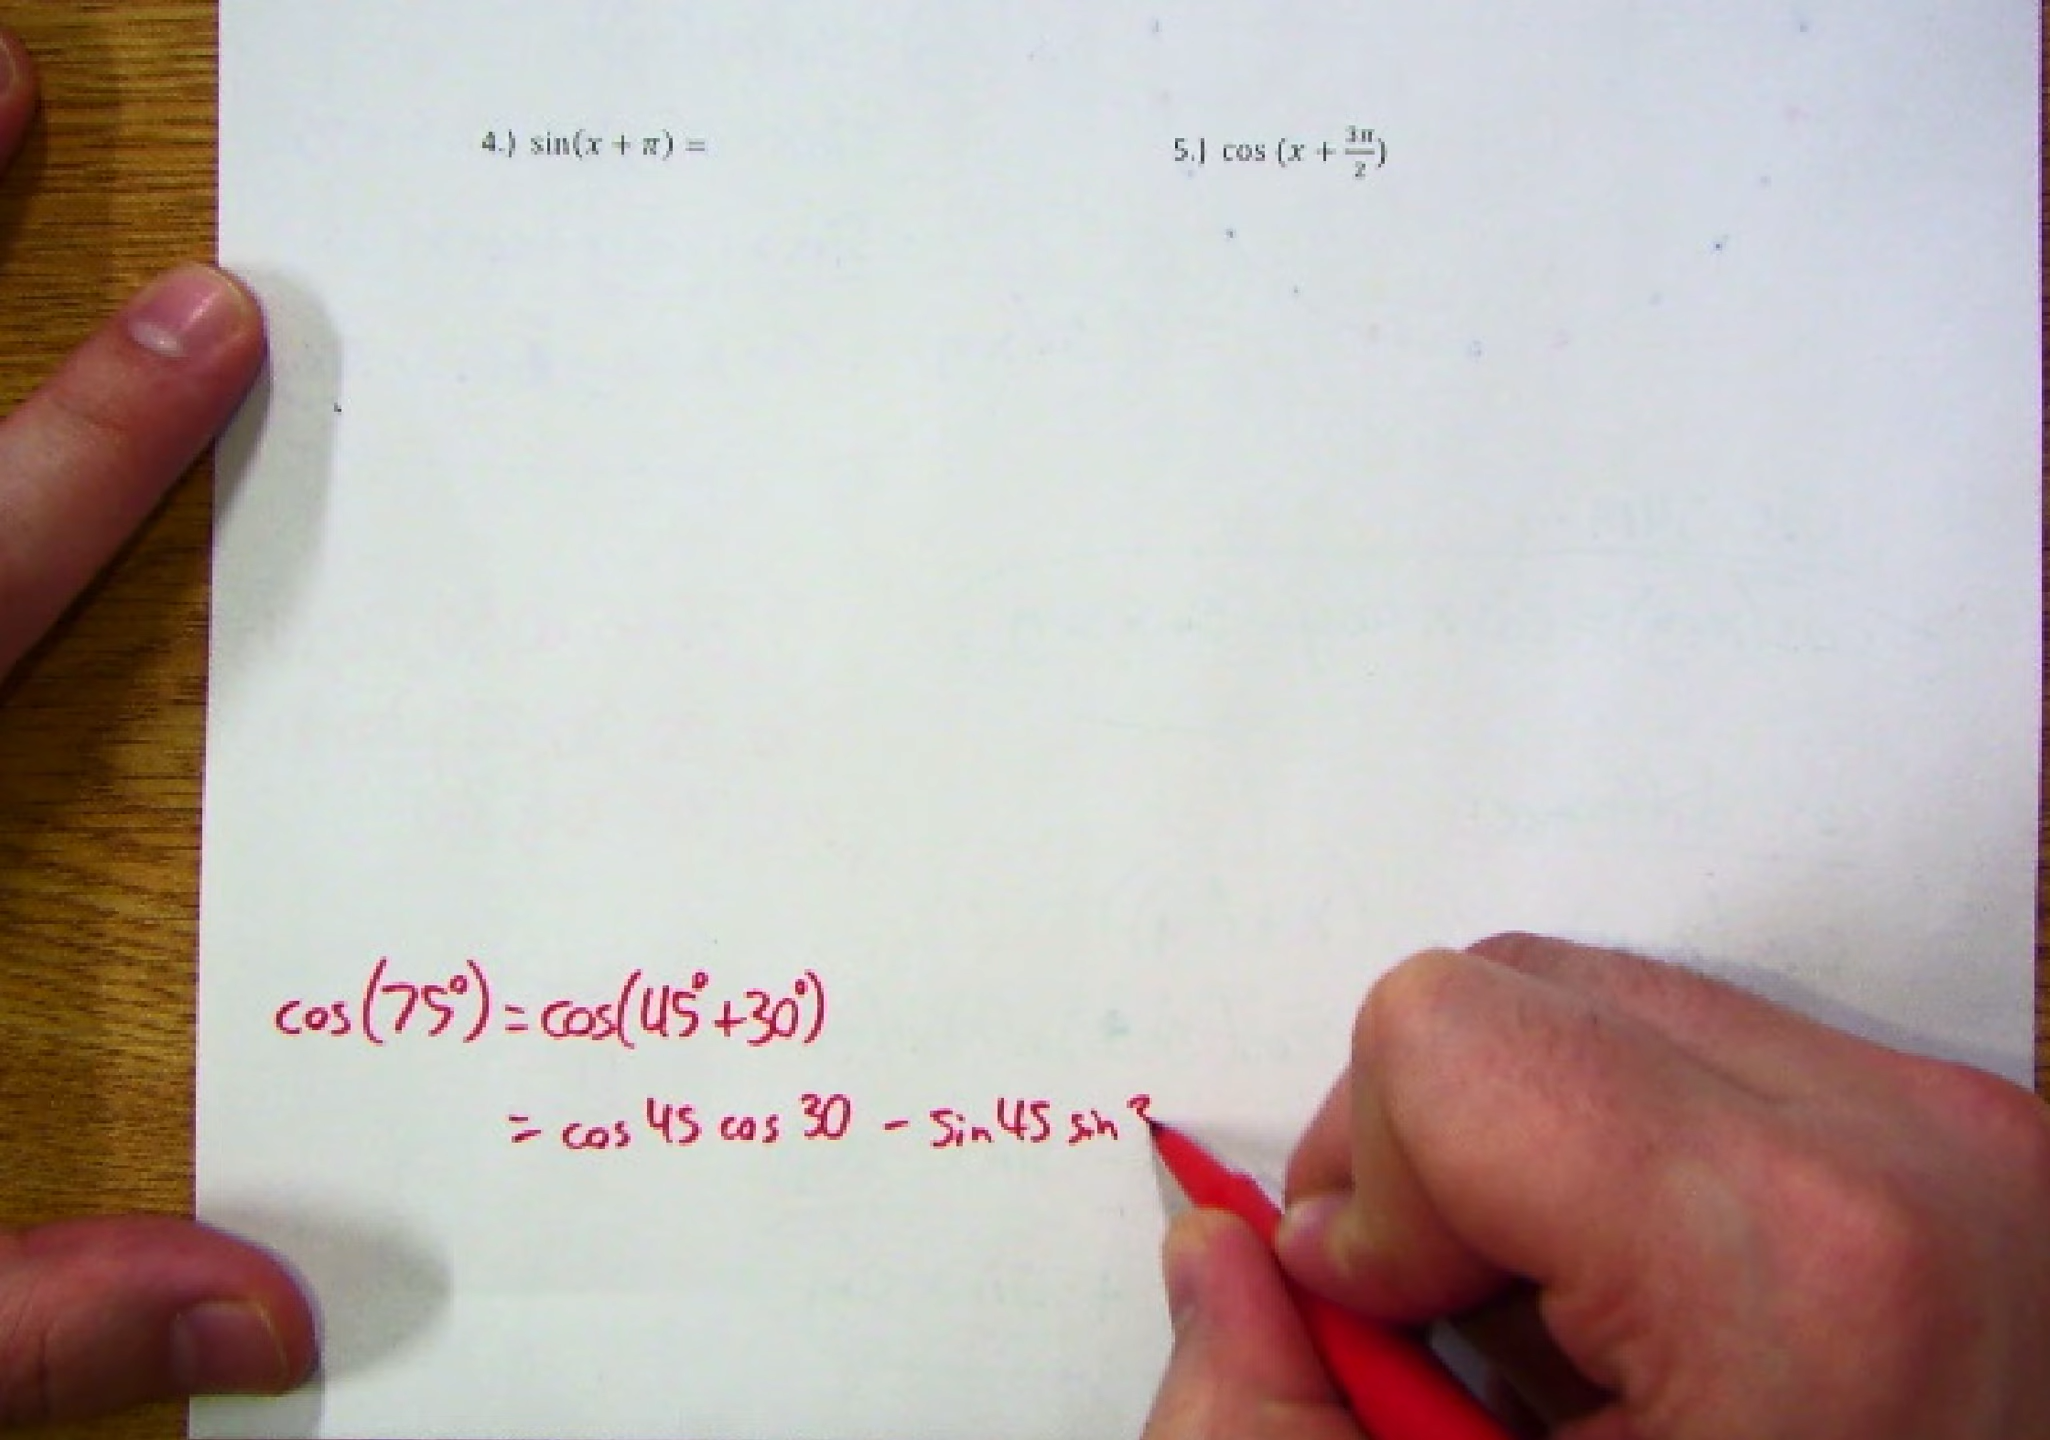 4.) sin(x + π) =
5.) cos (x + 3π/2)
cos(75°) = cos(45° + 30°)
= cos 45 cos 30 - sin 45 sin